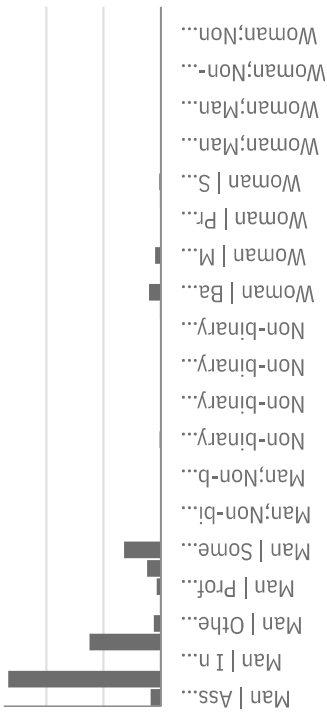 Man | Ass...
Man | I n...
Man | Othe...
Man | Prof...
Man | Some...
Man;Non-bi...
Man;Non-b...
Non-binary...
Non-binary...
Non-binary...
Non-binary...
Woman | Ba...
Woman | M...
Woman | Pr...
Woman | S...
Woman;Man...
Woman;Man...
Woman;Non-...
Woman;Non...